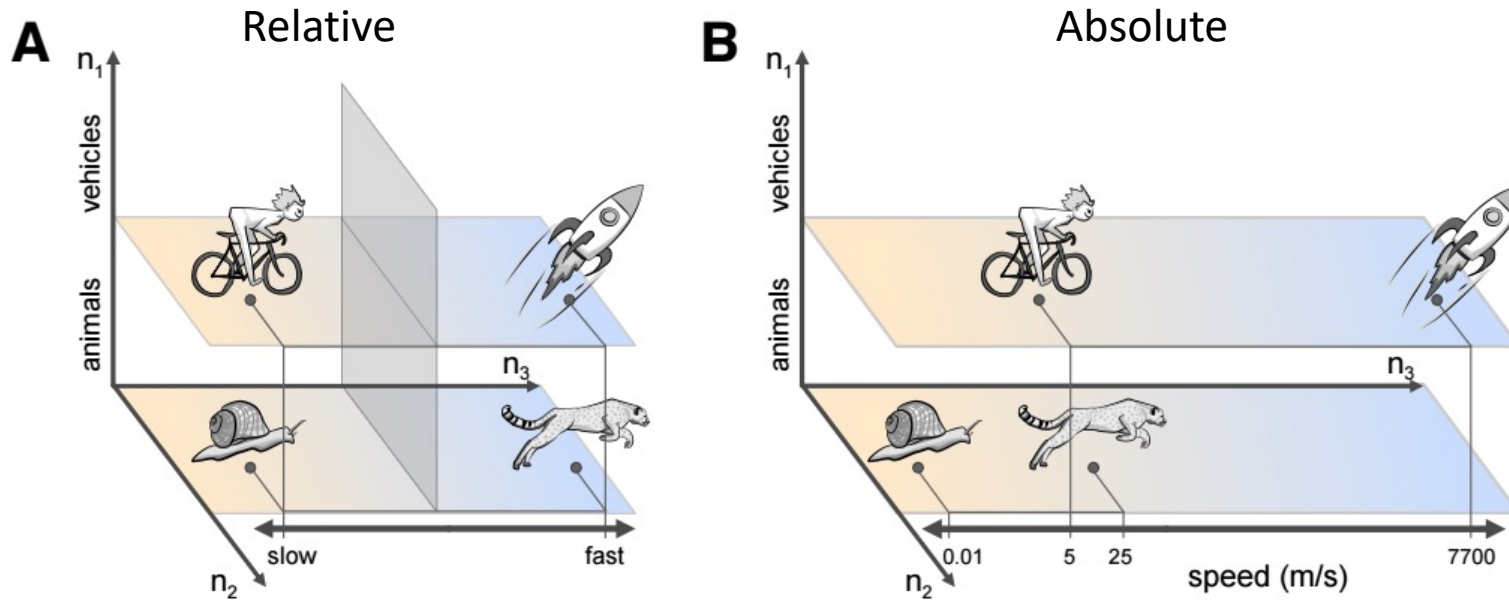 A
Relative
n₁
vehicles
animals
n₃
n₂
slow
fast
B
Absolute
n₁
vehicles
animals
n₃
n₂
0.01
5
25
7700
speed (m/s)